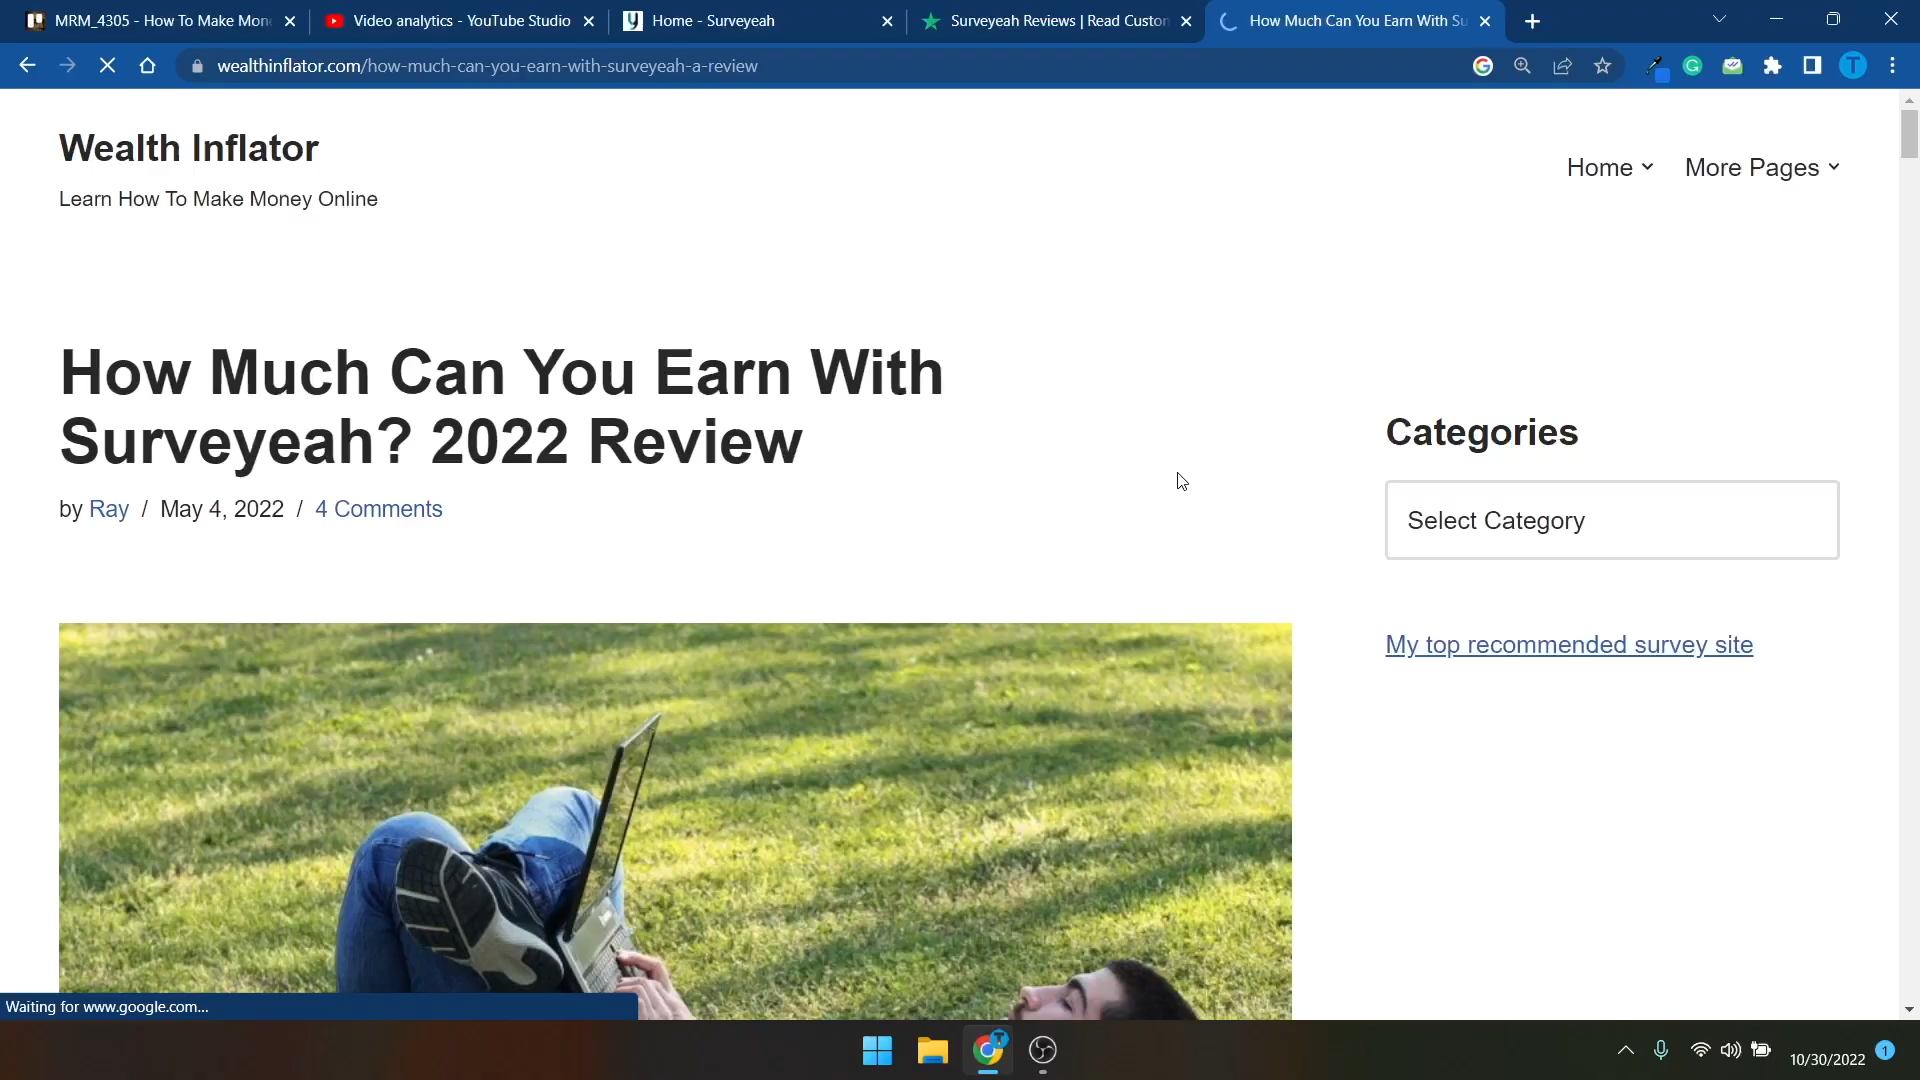 MRM_4305 - How To Make Mon
Video analytics - YouTube Studio
Home - Surveyeah
Surveyeah Reviews | Read Custon
How Much Can You Earn With Su
wealthinflator.com/how-much-can-you-earn-with-surveyeah-a-review
T
Wealth Inflator
Learn How To Make Money Online
Home
More Pages
How Much Can You Earn With
Surveyeah? 2022 Review
by Ray / May 4, 2022 / 4 Comments
Categories
Select Category
My top recommended survey site
Waiting for www.google.com...
10/30/2022
1